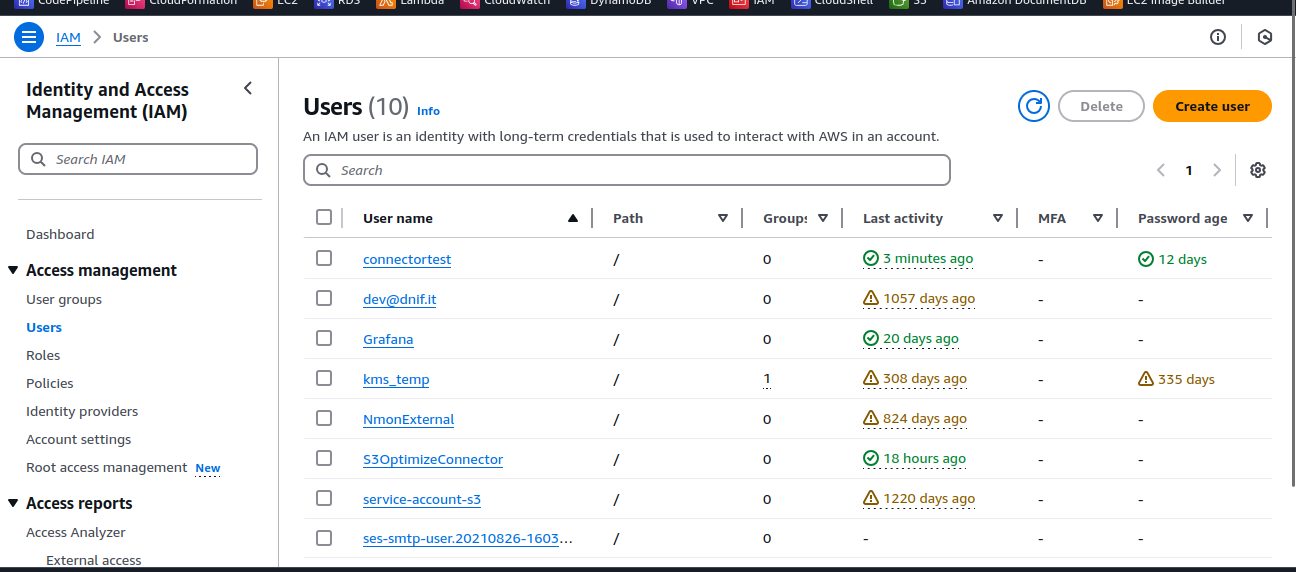 CodePipeline CloudFormation EC2 RDS Lambda CloudWatch DynamoDB VPC IAM CloudShell S3 Amazon DocumentDB EC2 Image Builder
IAM > Users
Identity and Access
Management (IAM)
Search IAM
Dashboard
Access management
User groups
Users
Roles
Policies
Identity providers
Account settings
Root access management New
Access reports
Access Analyzer
External access
Users (10) Info
Delete
Create user
An IAM user is an identity with long-term credentials that is used to interact with AWS in an account.
Search
1
User name Path Groups Last activity MFA Password age
connectortest / 0 3 minutes ago - 12 days
dev@dnif.it / 0 1057 days ago - -
Grafana / 0 20 days ago - -
kms_temp / 1 308 days ago - 335 days
NmonExternal / 0 824 days ago - -
S3OptimizeConnector / 0 18 hours ago - -
service-account-s3 / 0 1220 days ago - -
ses-smtp-user.20210826-1603... / 0 - - -